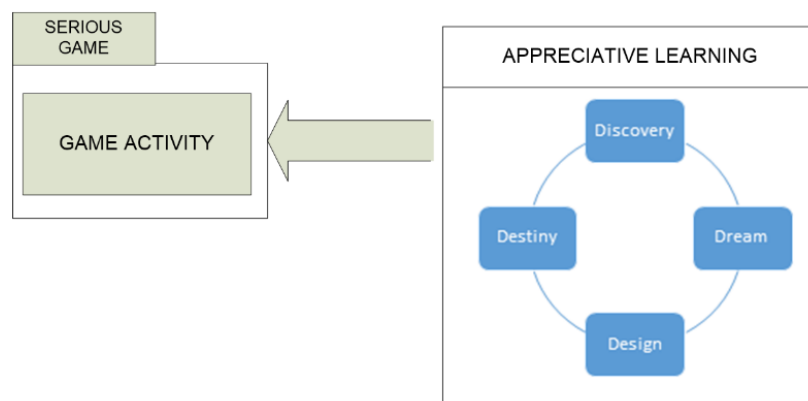 SERIOUS
GAME
GAME ACTIVITY
APPRECIATIVE LEARNING
Discovery
Destiny
Dream
Design